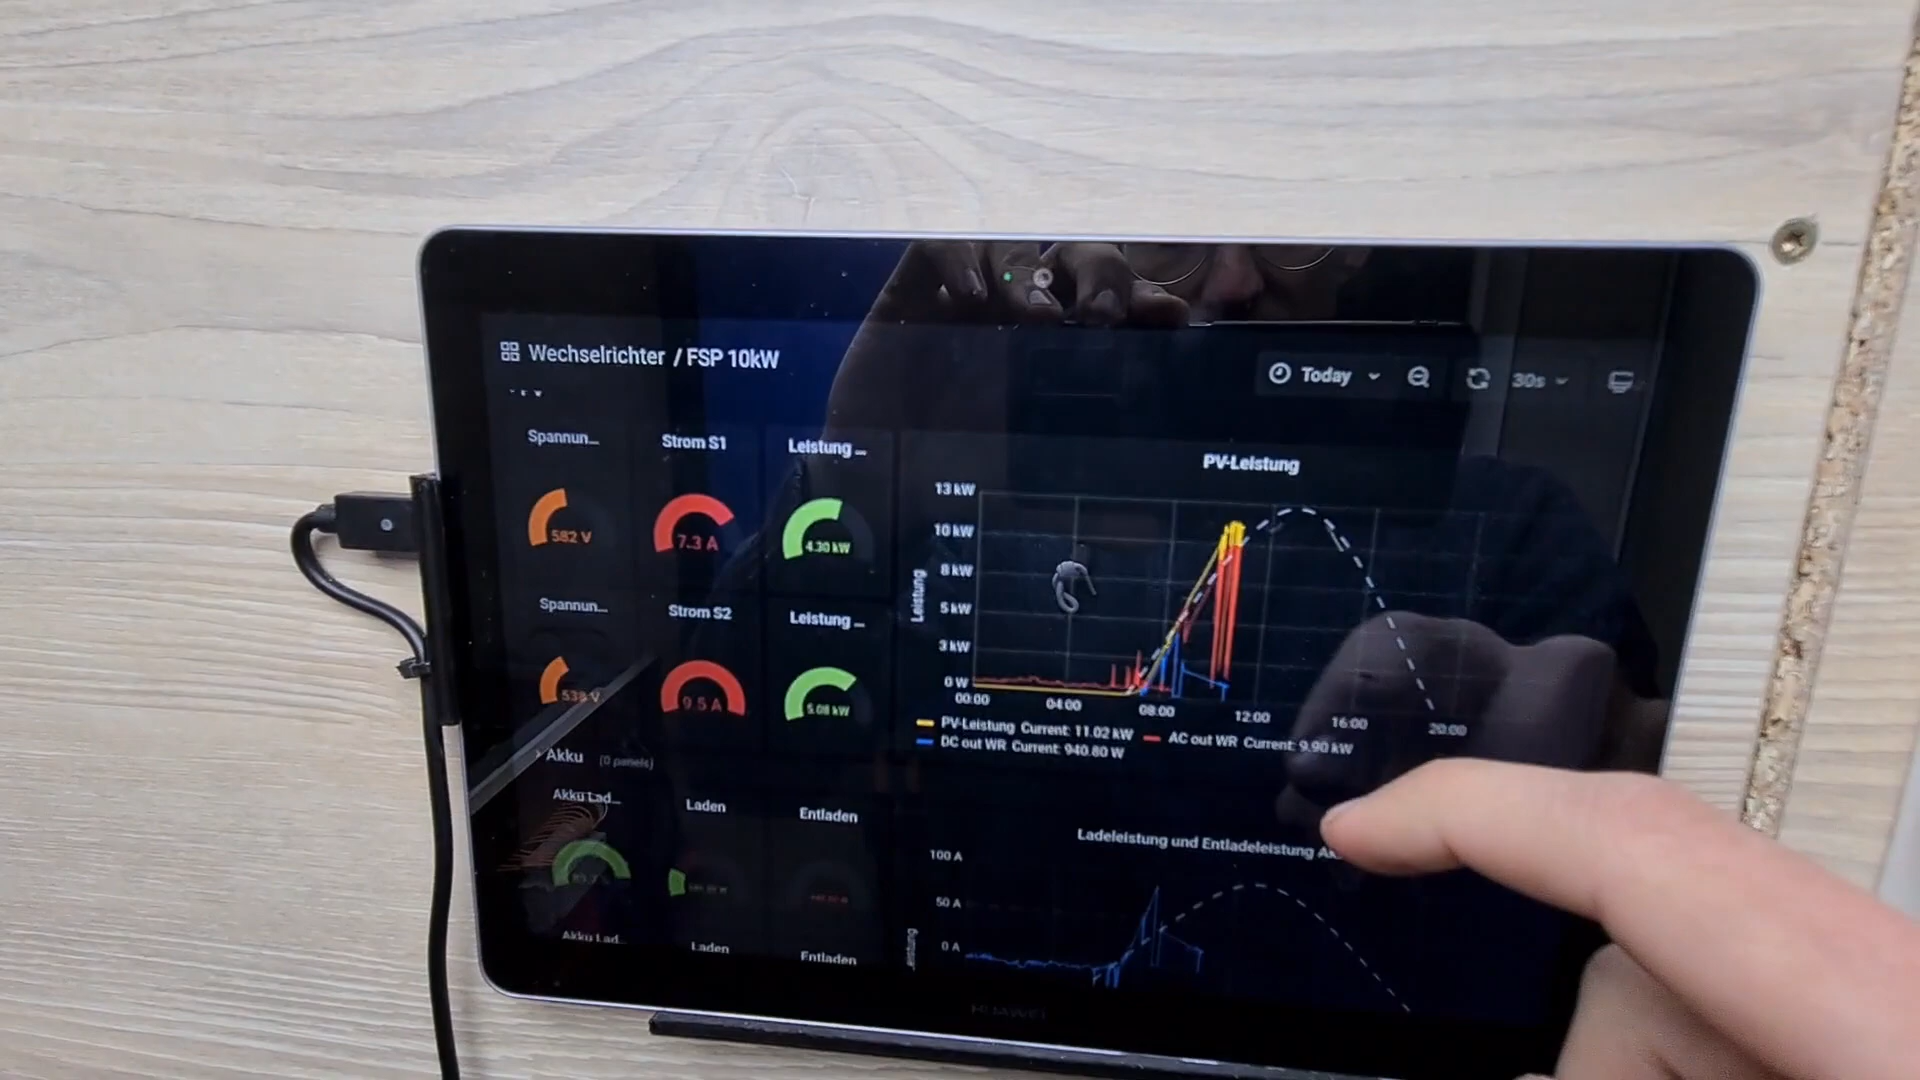 Wechselrichter / FSP 10kW
Today
30s
Spannun...
Strom S1
Leistung ...
582 V
7.3 A
4.30 kW
Spannun...
Strom S2
Leistung ...
538 V
9.5 A
5.08 kW
PV-Leistung
Leistung
13 kW
10 kW
8 kW
5 kW
3 kW
0 W
00:00
04:00
08:00
12:00
16:00
20:00
PV-Leistung Current: 11.02 kW
AC out WR Current: 9.90 kW
DC out WR Current: 940.80 W
Akku (0 panels)
Akku Lad...
Laden
Entladen
Akku Lad...
Laden
Entladen
Ladeleistung und Entladeleistung
100 A
50 A
0 A
HUAWEI